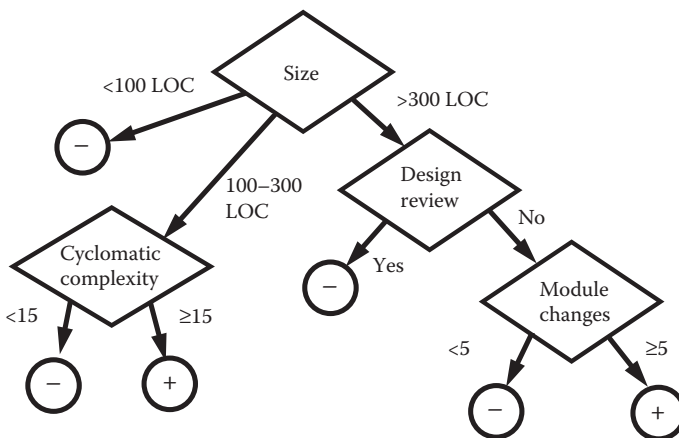 Size
<100 LOC
>300 LOC
−
100–300
LOC
Design
review
No
Cyclomatic
complexity
Yes
−
Module
changes
<15
≥15
<5
≥5
−
+
−
+